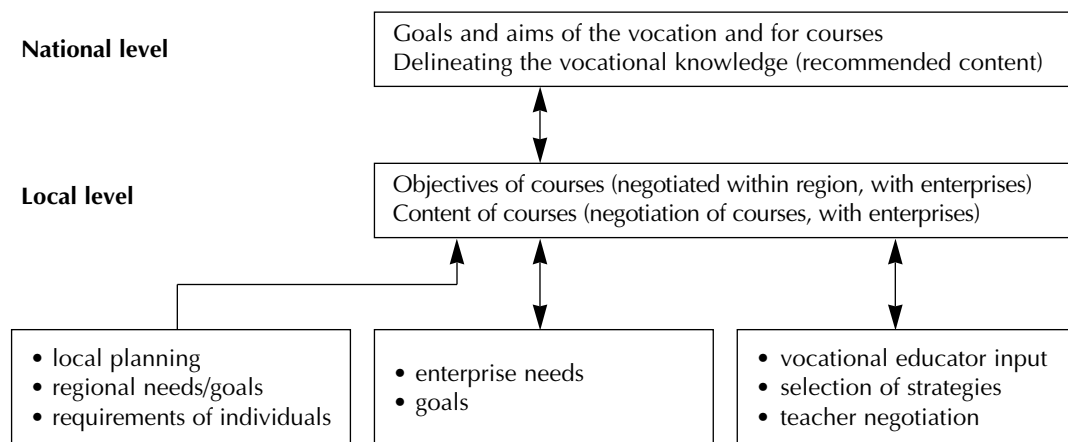 National level
Goals and aims of the vocation and for courses
Delineating the vocational knowledge (recommended content)
Local level
Objectives of courses (negotiated within region, with enterprises)
Content of courses (negotiation of courses, with enterprises)
• local planning
• regional needs/goals
• requirements of individuals
• enterprise needs
• goals
• vocational educator input
• selection of strategies
• teacher negotiation